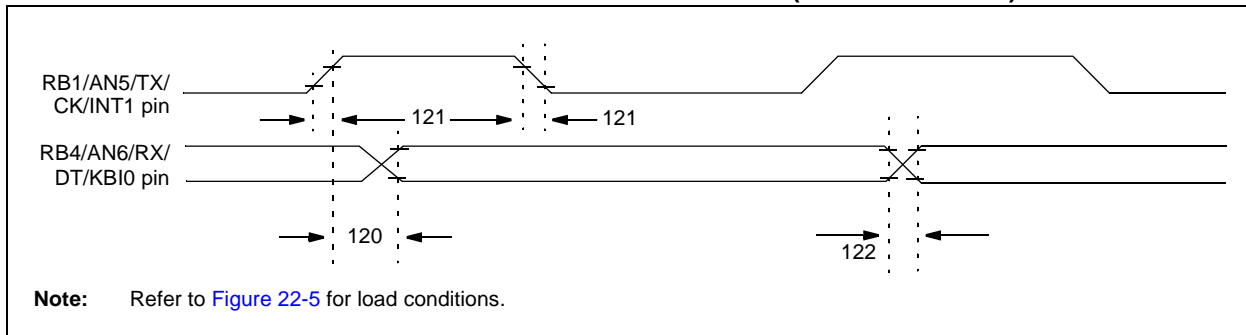 RB1/AN5/TX/
CK/INT1 pin
121
121
RB4/AN6/RX/
DT/KBI0 pin
120
122
Note: Refer to Figure 22-5 for load conditions.